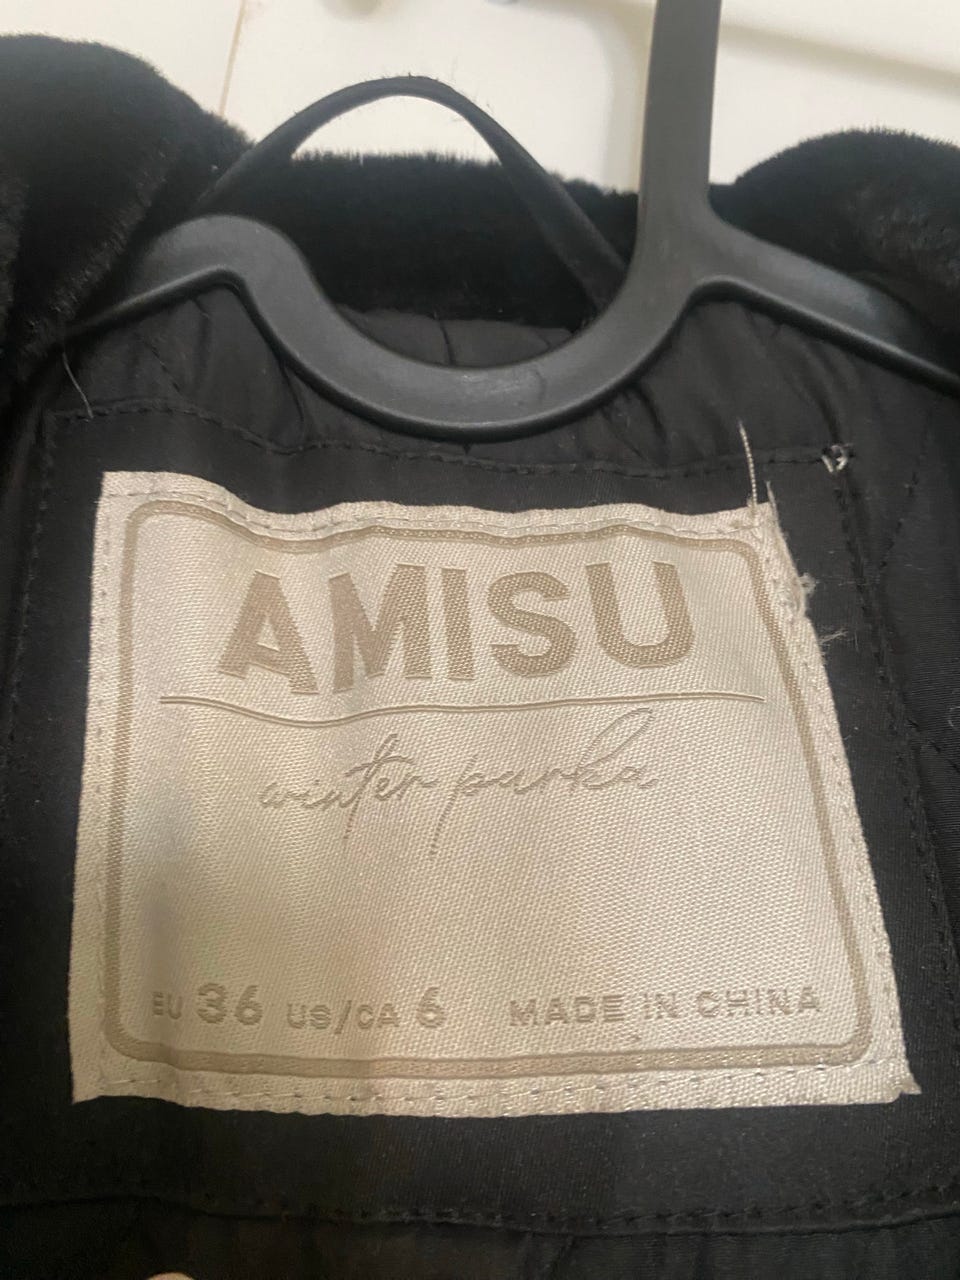 AMISU
winter parka
EU 36 US/CA 6 MADE IN CHINA